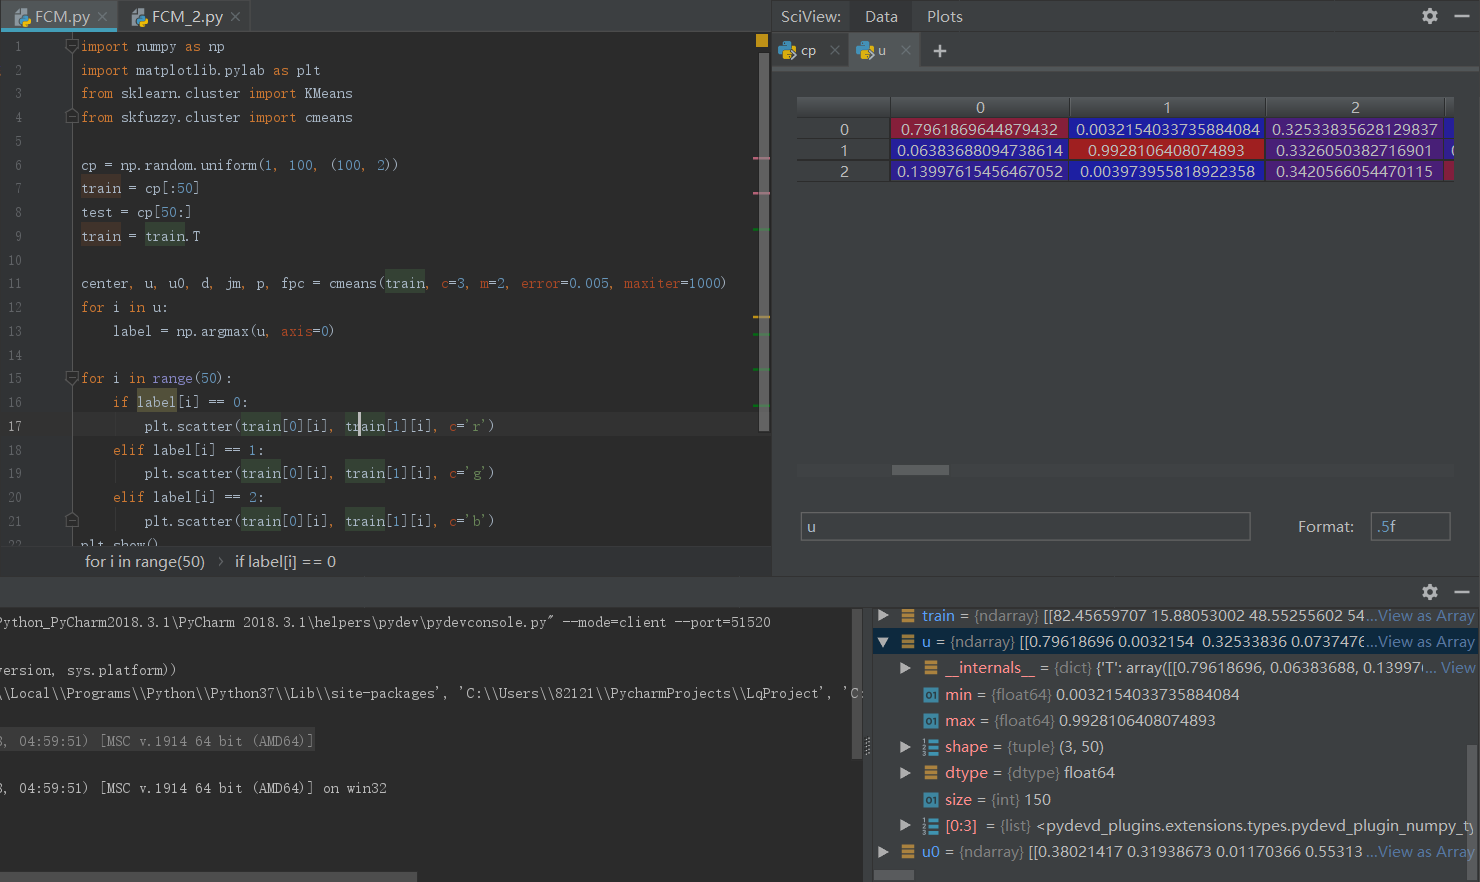 FCM.py
FCM_2.py
1 import numpy as np
2 import matplotlib.pylab as plt
3 from sklearn.cluster import KMeans
4 from skfuzzy.cluster import cmeans
5
6 cp = np.random.uniform(1, 100, (100, 2))
7 train = cp[:50]
8 test = cp[50:]
9 train = train.T
10
11 center, u, u0, d, jm, p, fpc = cmeans(train, c=3, m=2, error=0.005, maxiter=1000)
12 for i in u:
13 label = np.argmax(u, axis=0)
14
15 for i in range(50):
16 if label[i] == 0:
17 plt.scatter(train[0][i], train[1][i], c='r')
18 elif label[i] == 1:
19 plt.scatter(train[0][i], train[1][i], c='g')
20 elif label[i] == 2:
21 plt.scatter(train[0][i], train[1][i], c='b')
22 plt.show()
for i in range(50) › if label[i] == 0
SciView: Data Plots
cp
u
0 1 2
0 0.7961869644879432 0.0032154033735884084 0.32533835628129837
1 0.06383688094738614 0.9928106408074893 0.3326050382716901
2 0.13997615456467052 0.003973955818922358 0.3420566054470115
u
Format: .5f
Python_PyCharm2018.3.1\PyCharm 2018.3.1\helpers\pydev\pydevconsole.py" --mode=client --port=51520
version, sys.platform))
\\Local\\Programs\\Python\\Python37\\Lib\\site-packages', 'C:\\Users\\82121\\PycharmProjects\\LqProject', 'C:
8, 04:59:51) [MSC v.1914 64 bit (AMD64)]
8, 04:59:51) [MSC v.1914 64 bit (AMD64)] on win32
train = {ndarray} [[82.45659707 15.88053002 48.55255602 54 ...View as Array
u = {ndarray} [[0.79618696 0.0032154 0.32533836 0.0737476 ...View as Array
__internals__ = {dict} {'T': array([[0.79618696, 0.06383688, 0.13997 ... View
min = {float64} 0.0032154033735884084
max = {float64} 0.9928106408074893
shape = {tuple} (3, 50)
dtype = {dtype} float64
size = {int} 150
[0:3] = {list} <pydevd_plugins.extensions.types.pydevd_plugin_numpy_ty
u0 = {ndarray} [[0.38021417 0.31938673 0.01170366 0.55313 ...View as Array